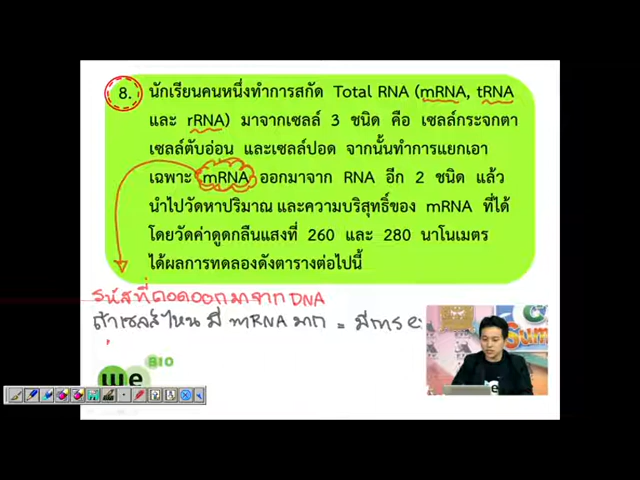 8. นักเรียนคนหนึ่งทำการสกัด Total RNA (mRNA, tRNA
และ rRNA) มาจากเซลล์ 3 ชนิด คือ เซลล์กระจกตา
เซลล์ตับอ่อน และเซลล์ปอด จากนั้นทำการแยกเอา
เฉพาะ mRNA ออกมาจาก RNA อีก 2 ชนิด แล้ว
นำไปวัดหาปริมาณ และความบริสุทธิ์ของ mRNA ที่ได้
โดยวัดค่าดูดกลืนแสงที่ 260 และ 280 นาโนเมตร
ได้ผลการทดลองดังตารางต่อไปนี้
รหัสที่ถอดออกมาจาก DNA
ถ้าเซลล์ไหน มี mRNA มาก = มีการ
BIO
we